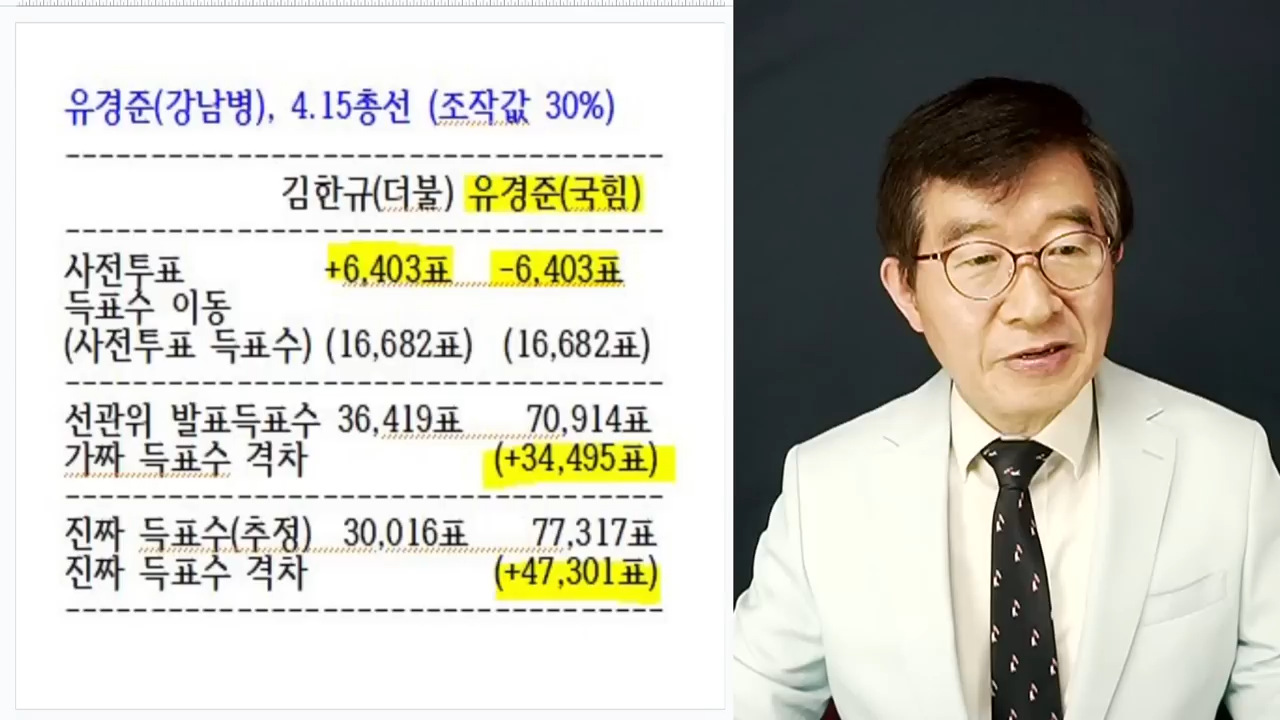 유경준(강남병), 4.15총선 (조작값 30%)
김한규(더불) 유경준(국힘)
사전투표 +6,403표 -6,403표
득표수 이동
(사전투표 득표수) (16,682표) (16,682표)
선관위 발표득표수 36,419표 70,914표
가짜 득표수 격차 (+34,495표)
진짜 득표수(추정) 30,016표 77,317표
진짜 득표수 격차 (+47,301표)